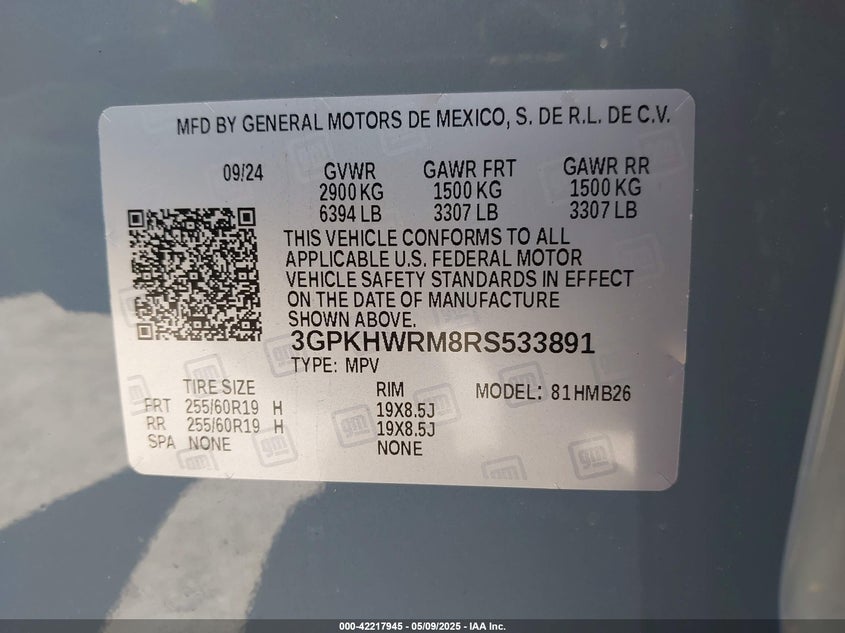 MFD BY GENERAL MOTORS DE MEXICO, S. DE R.L. DE C.V.
09/24 GVWR GAWR FRT GAWR RR
2900 KG 1500 KG 1500 KG
6394 LB 3307 LB 3307 LB
THIS VEHICLE CONFORMS TO ALL
APPLICABLE U.S. FEDERAL MOTOR
VEHICLE SAFETY STANDARDS IN EFFECT
ON THE DATE OF MANUFACTURE
SHOWN ABOVE.
3GPKHWRM8RS533891
TYPE: MPV
TIRE SIZE RIM MODEL: 81HMB26
FRT 255/60R19 H 19X8.5J
RR 255/60R19 H 19X8.5J
SPA NONE NONE
gm
000-42217945 - 05/09/2025 - IAA Inc.